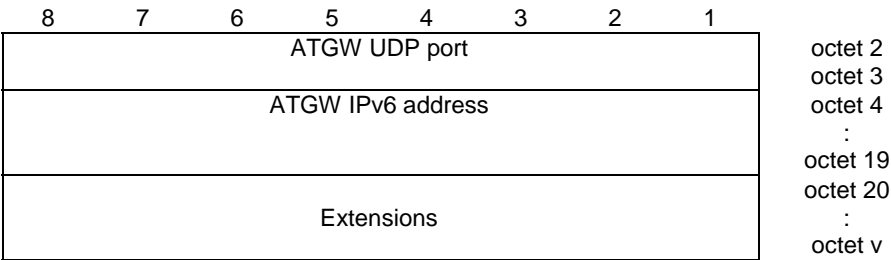 8 7 6 5 4 3 2 1
ATGW UDP port octet 2
octet 3
ATGW IPv6 address octet 4
:
octet 19
octet 20
Extensions :
octet v